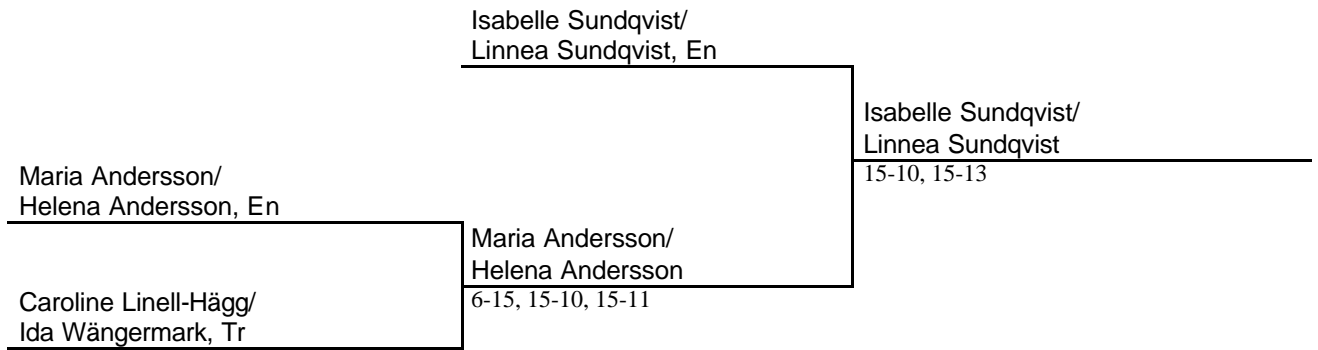 Isabelle Sundqvist/
Linnea Sundqvist, En
Isabelle Sundqvist/
Linnea Sundqvist
15-10, 15-13
Maria Andersson/
Helena Andersson, En
Maria Andersson/
Helena Andersson
6-15, 15-10, 15-11
Caroline Linell-Hägg/
Ida Wängermark, Tr